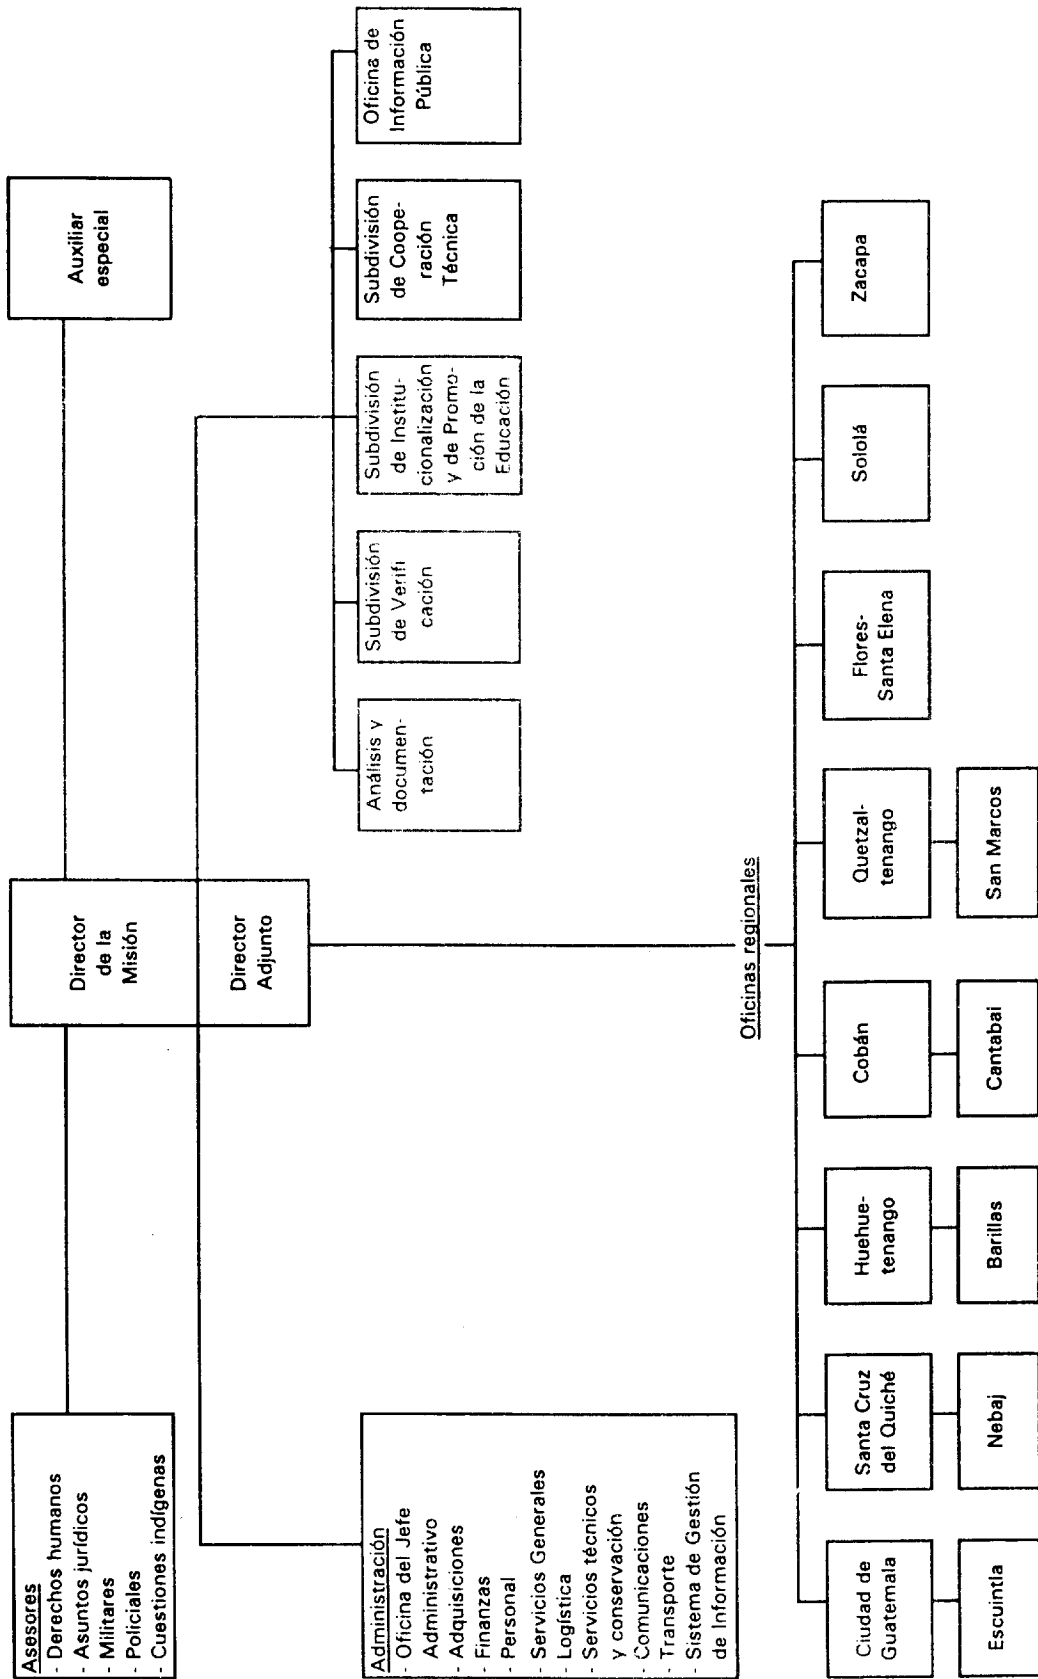 Asesores
- Derechos humanos
- Asuntos jurídicos
- Militares
- Policiales
- Cuestiones indígenas
Director
de la
Misión
Director
Adjunto
Auxiliar
especial
Administración
- Oficina del Jefe
Administrativo
- Adquisiciones
- Finanzas
- Personal
- Servicios Generales
- Logística
- Servicios técnicos
y conservación
- Comunicaciones
- Transporte
- Sistema de Gestión
de Información
Análisis y
documen-
tación
Subdivisión
de Verifi
cación
Subdivisión
de Institu-
cionalización
y de Promo-
ción de la
Educación
Subdivisión
de Coope-
ración
Técnica
Oficina de
Información
Pública
Oficinas regionales
Ciudad de
Guatemala
Santa Cruz
del Quiché
Huehue-
tenango
Cobán
Quetzal-
tenango
Flores-
Santa Elena
Sololá
Zacapa
Escuintla
Nebaj
Barillas
Cantabai
San Marcos